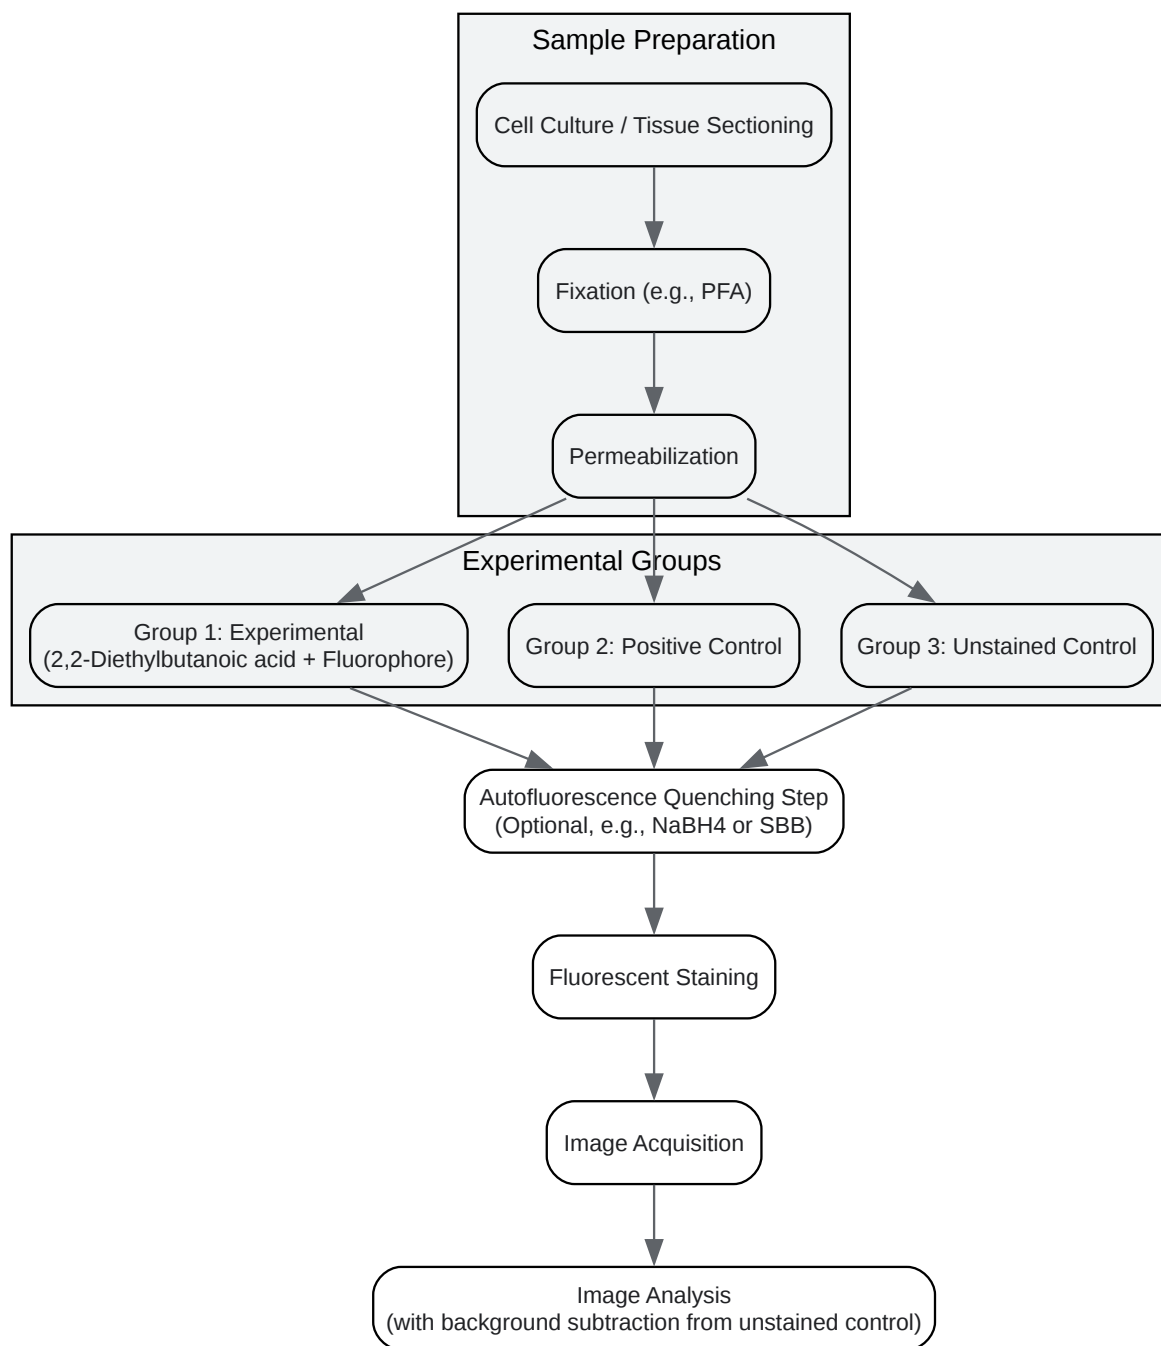 Sample Preparation
Cell Culture / Tissue Sectioning
Fixation (e.g., PFA)
Permeabilization
Experimental Groups
Group 1: Experimental
(2,2-Diethylbutanoic acid + Fluorophore)
Group 2: Positive Control
Group 3: Unstained Control
Autofluorescence Quenching Step
(Optional, e.g., NaBH4 or SBB)
Fluorescent Staining
Image Acquisition
Image Analysis
(with background subtraction from unstained control)